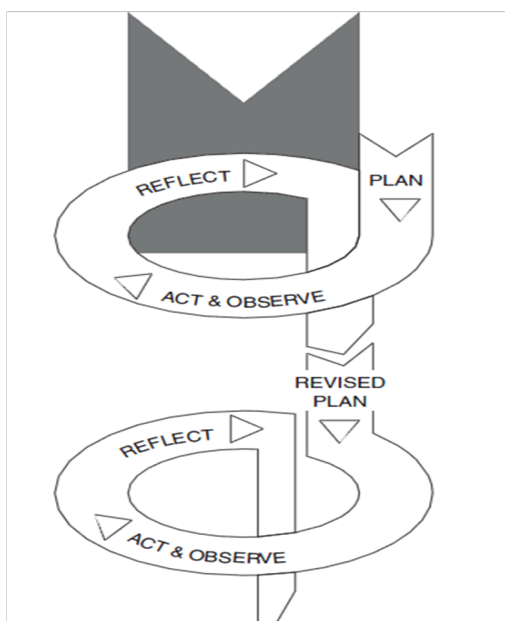 REFLECT
PLAN
ACT & OBSERVE
REVISED
PLAN
REFLECT
ACT & OBSERVE